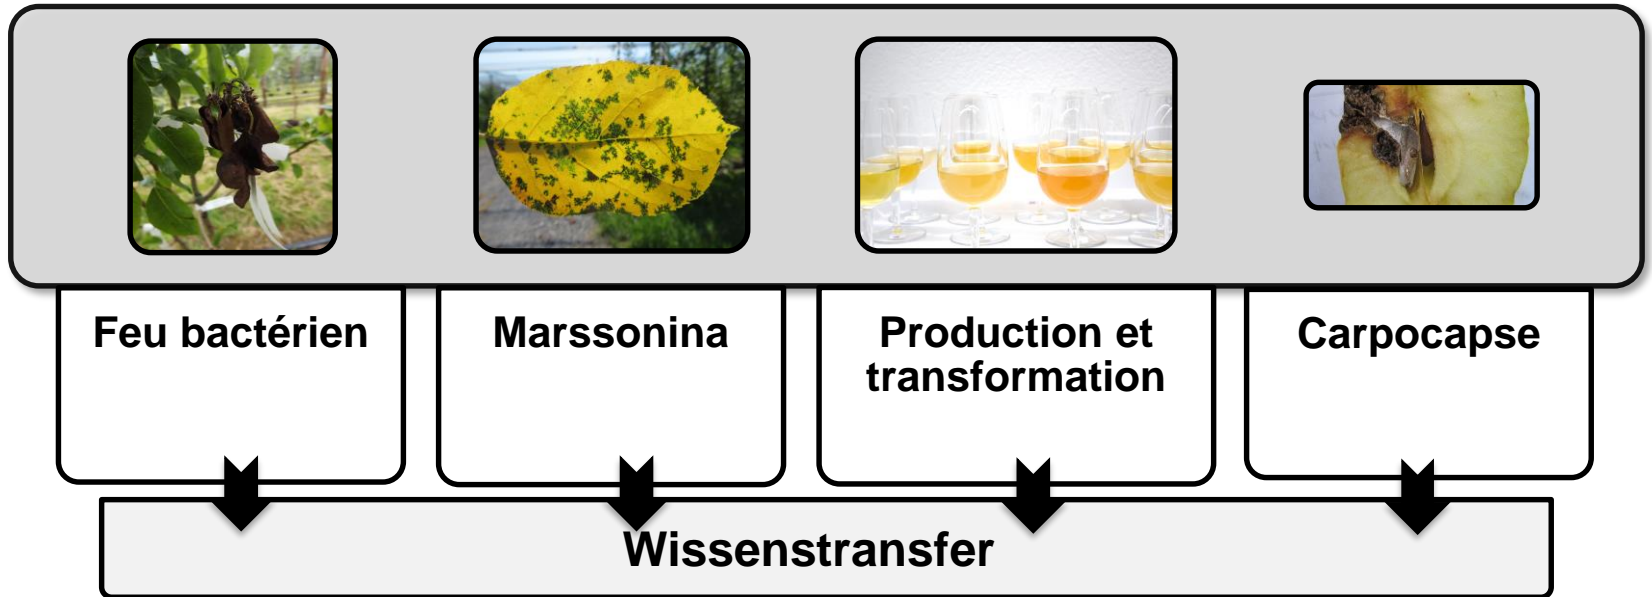 Feu bactérien
Marssonina
Production et
transformation
Carpocapse
Wissenstransfer